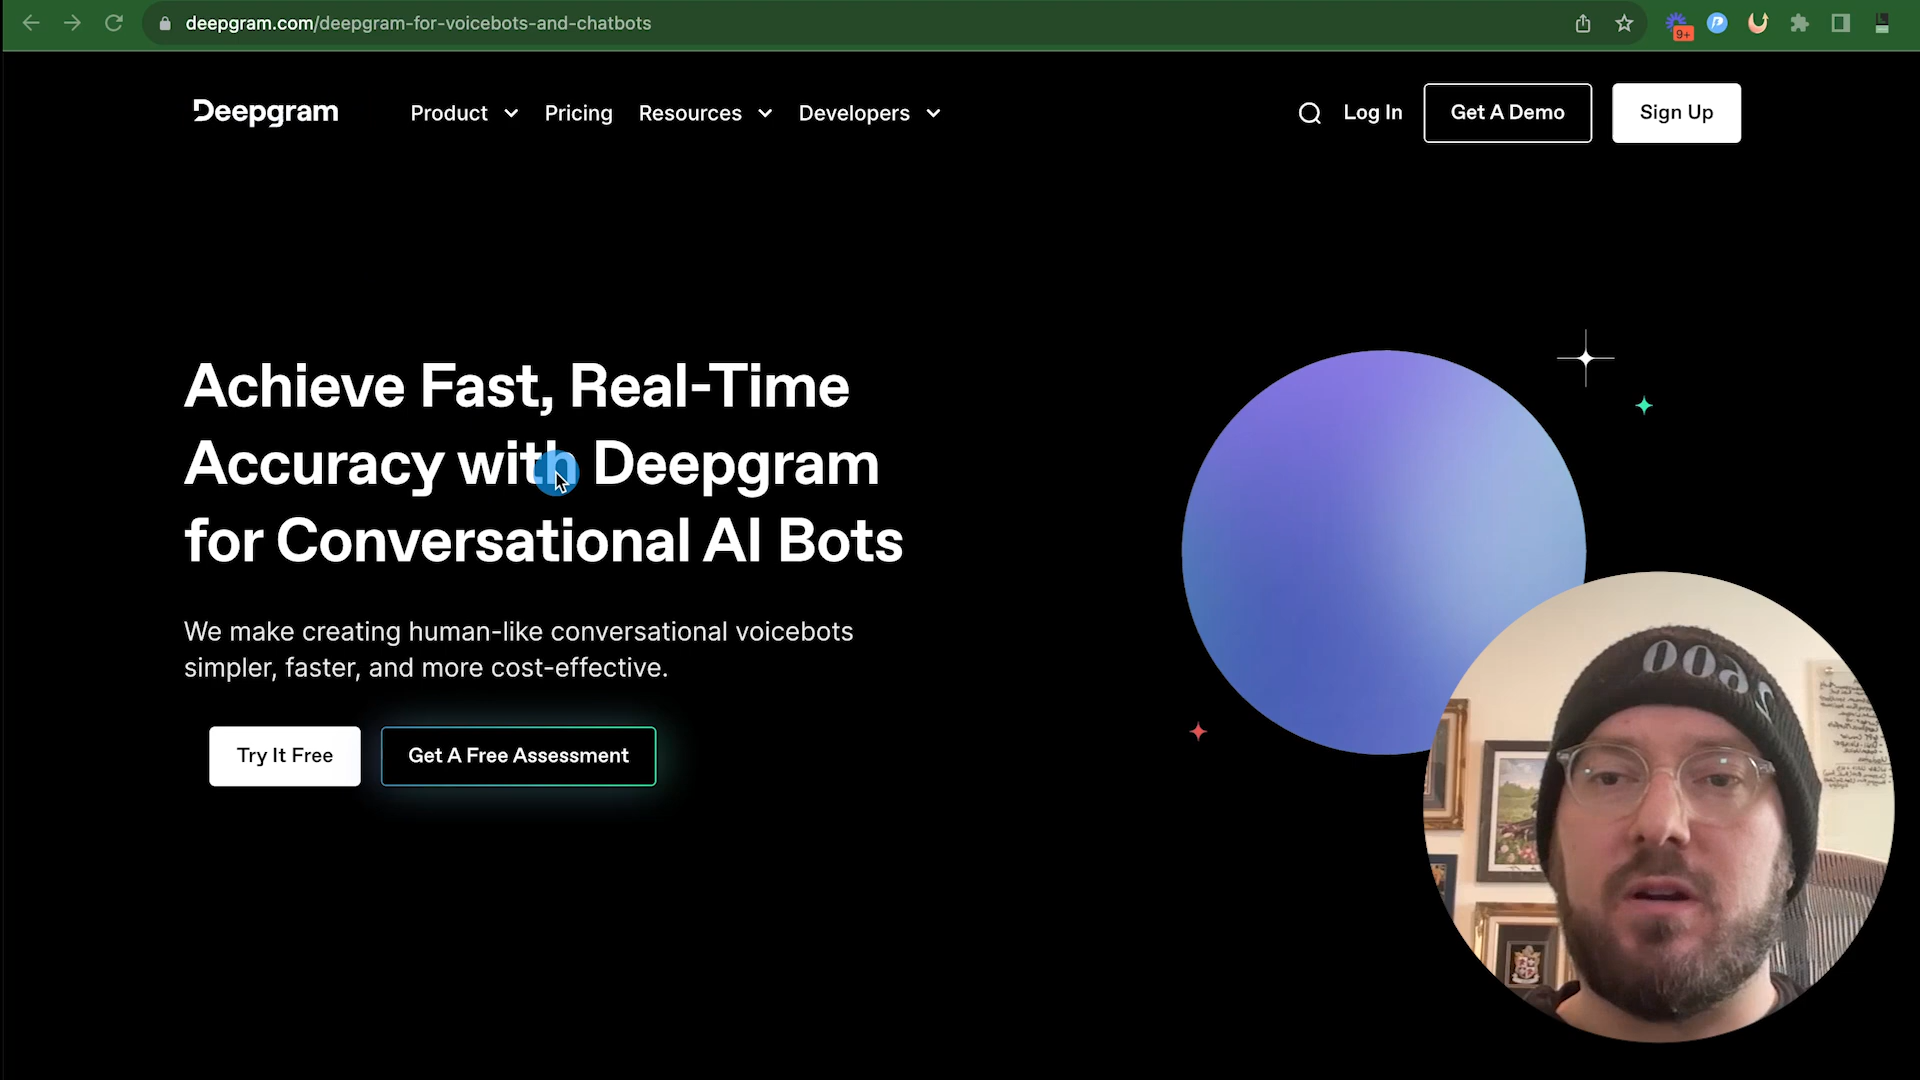 deepgram.com/deepgram-for-voicebots-and-chatbots
9+
Deepgram
Product
Pricing
Resources
Developers
Log In
Get A Demo
Sign Up
Achieve Fast, Real-Time
Accuracy with Deepgram
for Conversational AI Bots
We make creating human-like conversational voicebots
simpler, faster, and more cost-effective.
Try It Free
Get A Free Assessment
2600